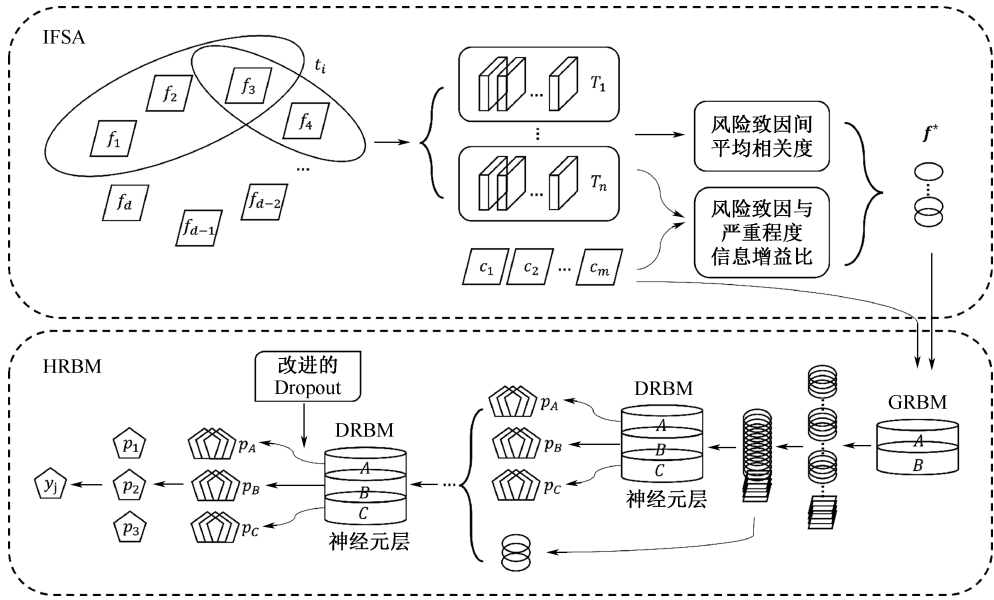 IFSA
f_1
f_2
f_3
f_4
t_i
...
f_d
f_{d-1}
f_{d-2}
... T_1
⋮
... T_n
c_1 c_2 ... c_m
风险致因间
平均相关度
风险致因与
严重程度
信息增益比
f*
HRBM
改进的
Dropout
y_j
p_1
p_2
p_3
p_A
p_B
p_C
DRBM
A
B
C
神经元层
...
p_A
p_B
p_C
DRBM
A
B
C
神经元层
GRBM
A
B